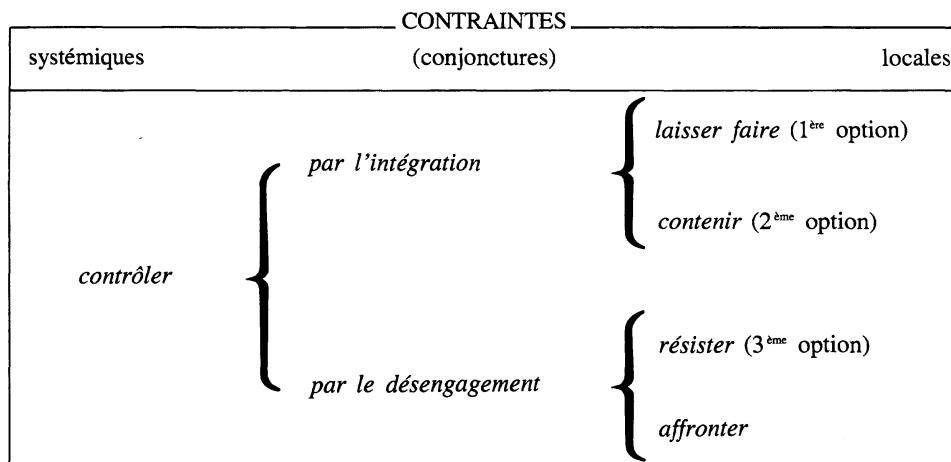 CONTRAINTES
systémiques (conjonctures) locales
laisser faire (1ère option)
par l'intégration
contenir (2ème option)
contrôler
résister (3ème option)
par le désengagement
affronter